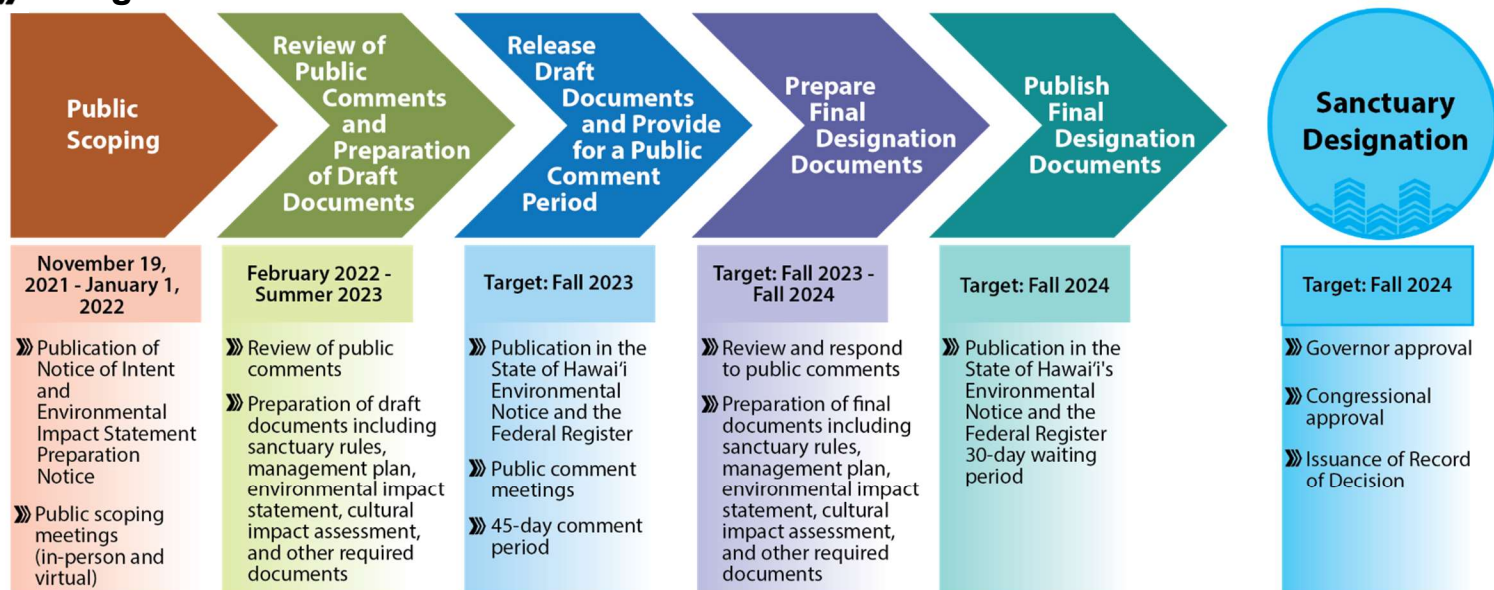 Public
Scoping
Review of
Public
Comments
and
Preparation
of Draft
Documents
Release
Draft
Documents
and Provide
for a Public
Comment
Period
Prepare
Final
Designation
Documents
Publish
Final
Designation
Documents
Sanctuary
Designation
November 19,
2021 - January 1,
2022
Publication of
Notice of Intent
and
Environmental
Impact Statement
Preparation
Notice
Public scoping
meetings
(in-person and
virtual)
February 2022 -
Summer 2023
Review of public
comments
Preparation of draft
documents including
sanctuary rules,
management plan,
environmental impact
statement, cultural
impact assessment,
and other required
documents
Target: Fall 2023
Publication in the
State of Hawaiʻi
Environmental
Notice and the
Federal Register
Public comment
meetings
45-day comment
period
Target: Fall 2023 -
Fall 2024
Review and respond
to public comments
Preparation of final
documents including
sanctuary rules,
management plan,
environmental impact
statement, cultural
impact assessment,
and other required
documents
Target: Fall 2024
Publication in the
State of Hawaiʻi's
Environmental
Notice and the
Federal Register
30-day waiting
period
Target: Fall 2024
Governor approval
Congressional
approval
Issuance of Record
of Decision